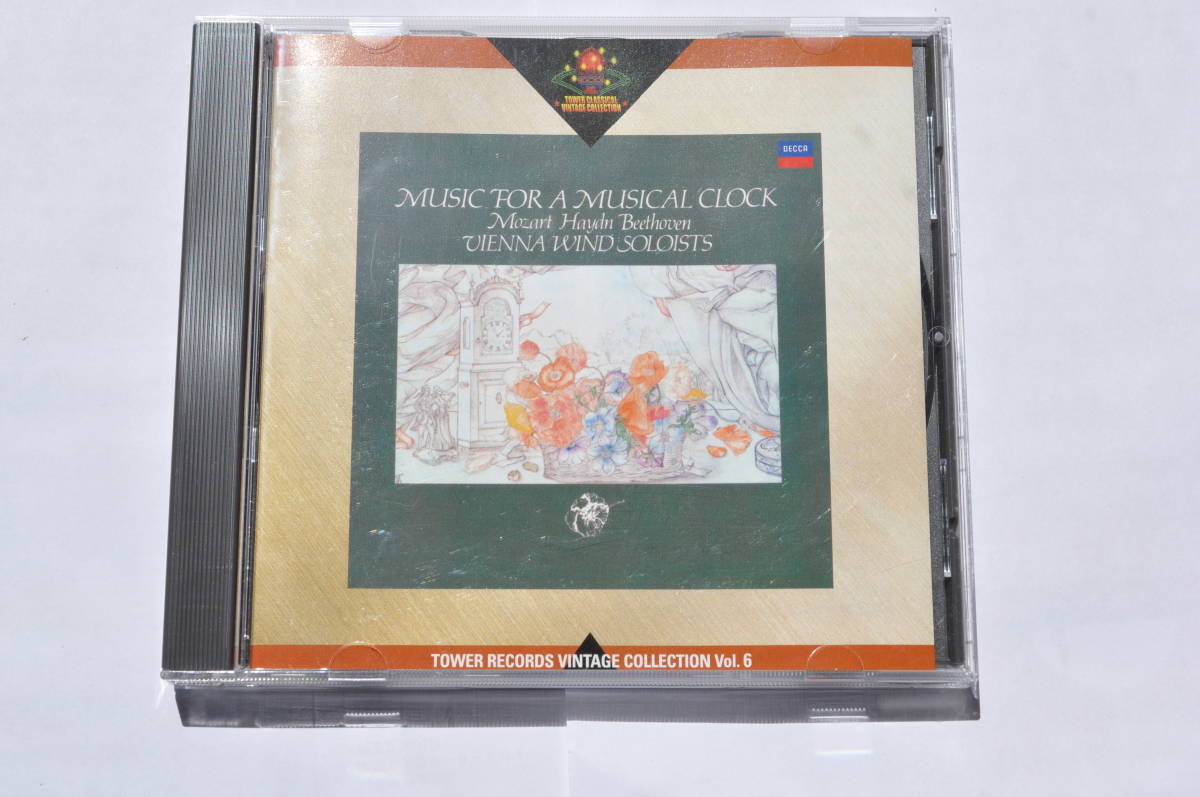 TOWER CLASSICAL
VINTAGE COLLECTION
DECCA
MUSIC FOR A MUSICAL CLOCK
Mozart Haydn Beethoven
VIENNA WIND SOLOISTS
TOWER RECORDS VINTAGE COLLECTION Vol. 6